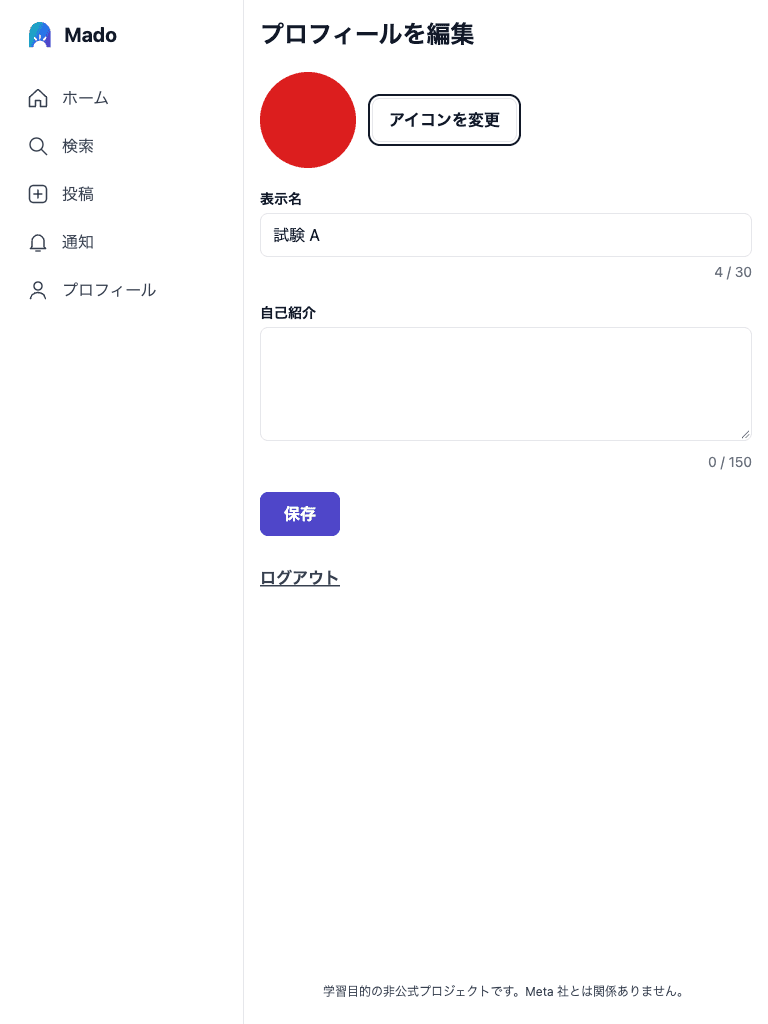 Mado
ホーム
検索
投稿
通知
プロフィール
プロフィールを編集
アイコンを変更
表示名
試験 A
4 / 30
自己紹介
0 / 150
保存
ログアウト
学習目的の非公式プロジェクトです。Meta 社とは関係ありません。